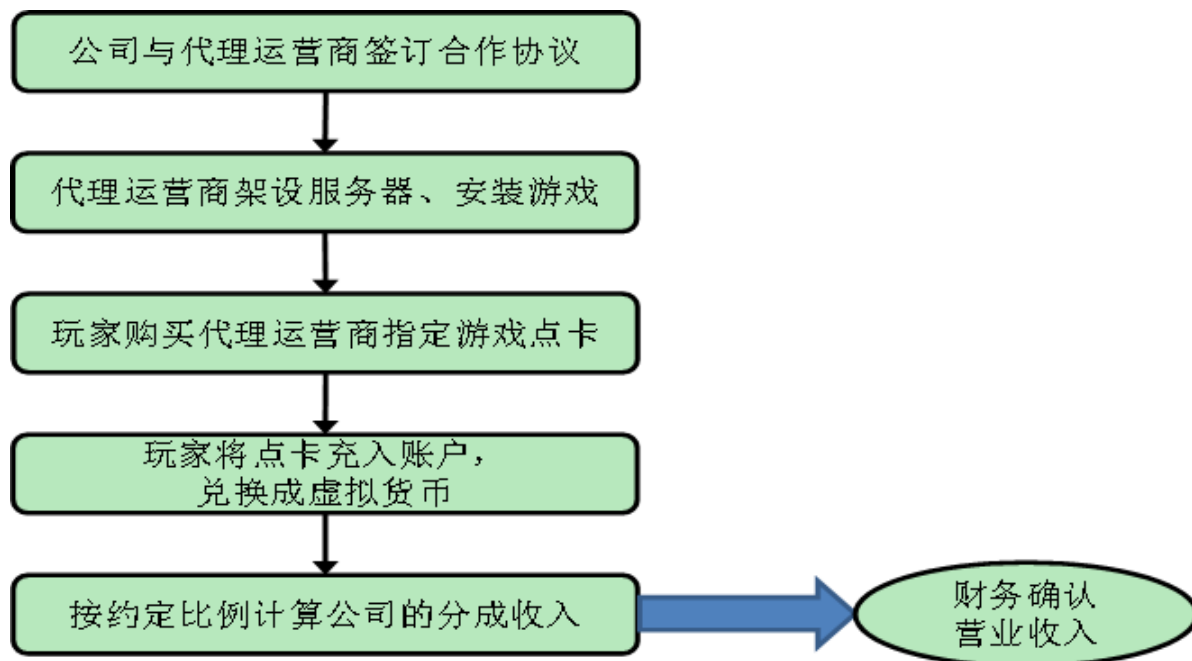 公司与代理运营商签订合作协议
代理运营商架设服务器、安装游戏
玩家购买代理运营商指定游戏点卡
玩家将点卡充入账户，
兑换成虚拟货币
按约定比例计算公司的分成收入
财务确认
营业收入